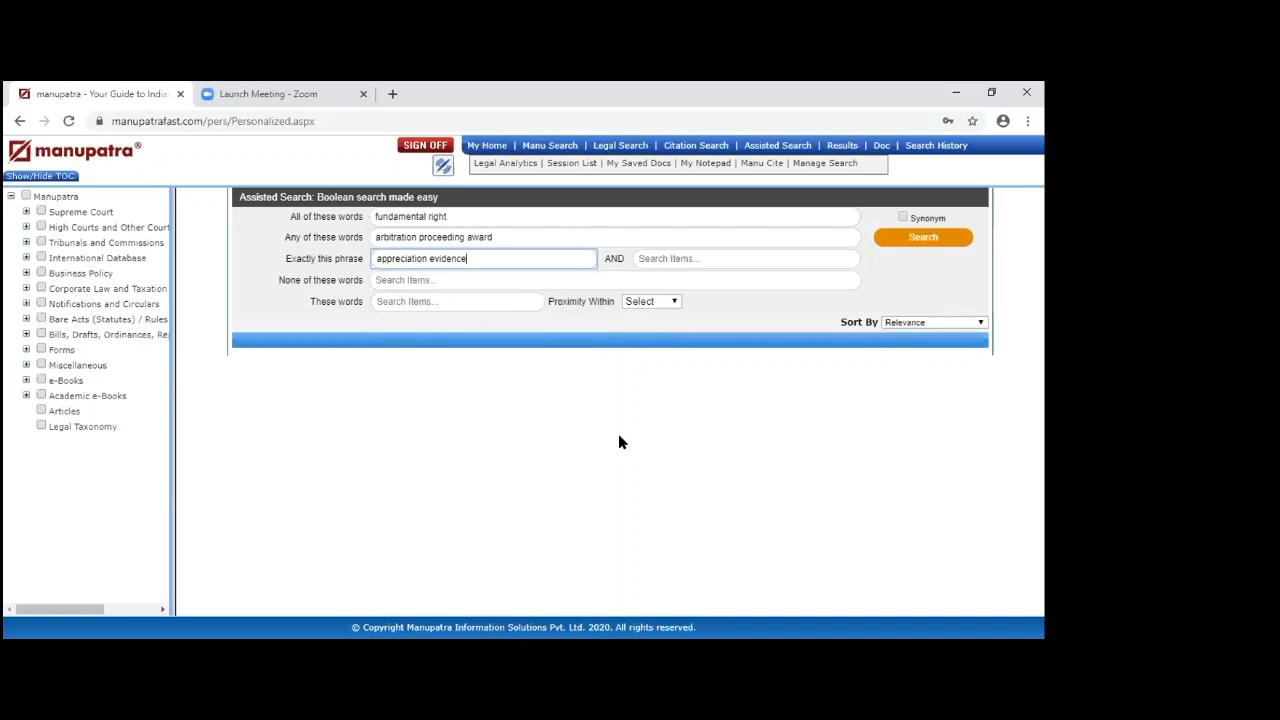 manupatra - Your Guide to India
Launch Meeting - Zoom
manupatrafast.com/pers/Personalized.aspx
manupatra®
SIGN OFF
My Home | Manu Search | Legal Search | Citation Search | Assisted Search | Results | Doc | Search History
Legal Analytics | Session List | My Saved Docs | My Notepad | Manu Cite | Manage Search
Show/Hide TOC
Manupatra
Supreme Court
High Courts and Other Court
Tribunals and Commissions
International Database
Business Policy
Corporate Law and Taxation
Notifications and Circulars
Bare Acts (Statutes) / Rules
Bills, Drafts, Ordinances, Re
Forms
Miscellaneous
e-Books
Academic e-Books
Articles
Legal Taxonomy
Assisted Search: Boolean search made easy
All of these words fundamental right Synonym
Any of these words arbitration proceeding award Search
Exactly this phrase appreciation evidence AND Search Items...
None of these words Search Items...
These words Search Items... Proximity Within Select
Sort By Relevance
© Copyright Manupatra Information Solutions Pvt. Ltd. 2020. All rights reserved.